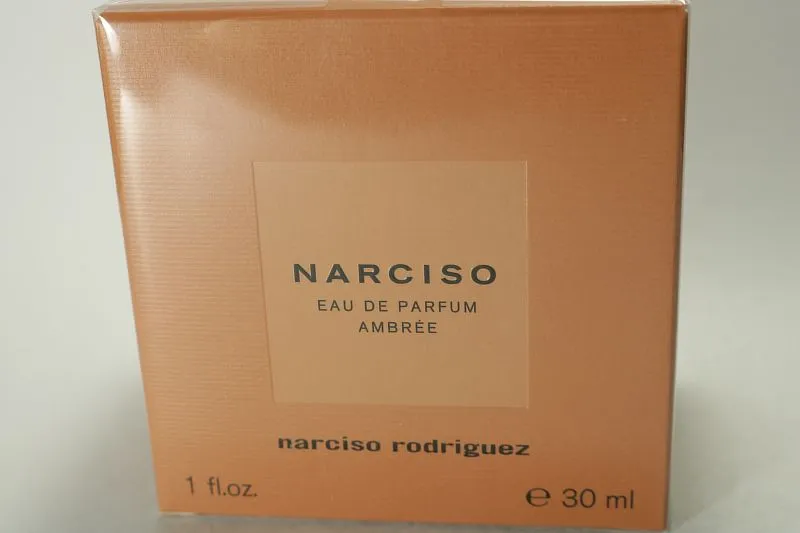 NARCISO
EAU DE PARFUM
AMBRÉE
narciso rodriguez
1 fl.oz.
℮ 30 ml